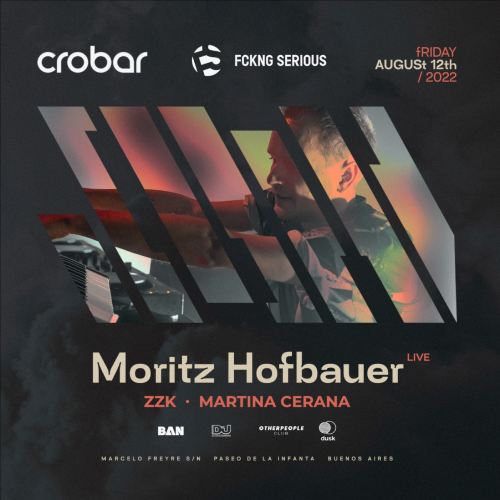 crobar
FCKNG SERIOUS
fRIDAY
AUGUSt 12th
/ 2022
Moritz Hofbauer LIVE
ZZK · MARTINA CERANA
BAN
DJ
OTHERPEOPLE
CLUB
dusk
MARCELO FREYRE S/N PASEO DE LA INFANTA BUENOS AIRES